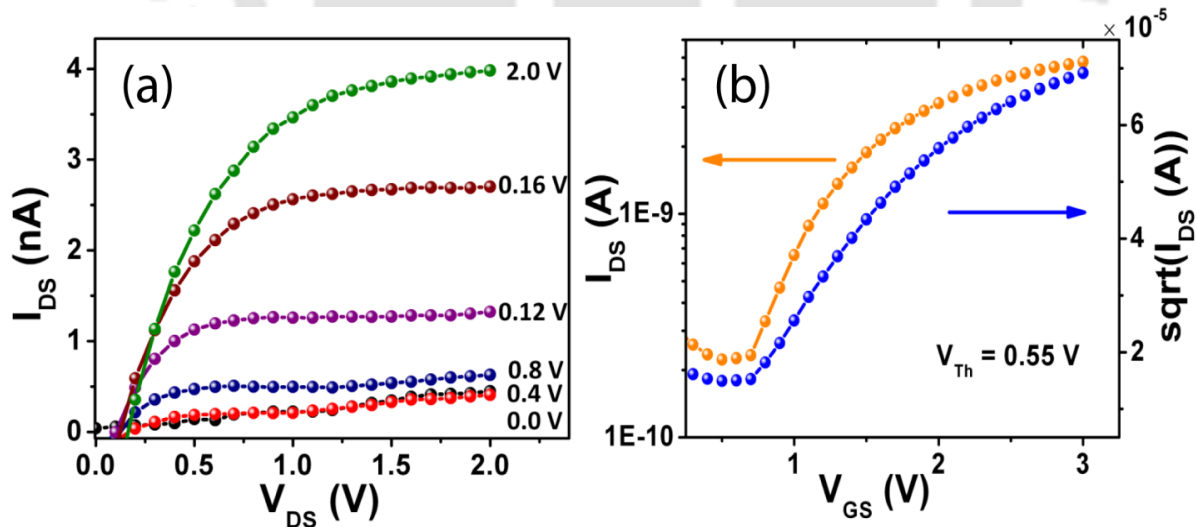 (a)
4
3
2
1
0
I_DS (nA)
2.0 V
0.16 V
0.12 V
0.8 V
0.4 V
0.0 V
0.0 0.5 1.0 1.5 2.0
V_DS (V)
(b)
1E-9
1E-10
I_DS (A)
× 10^-5
6
4
2
sqrt(I_DS (A))
V_Th = 0.55 V
1 2 3
V_GS (V)